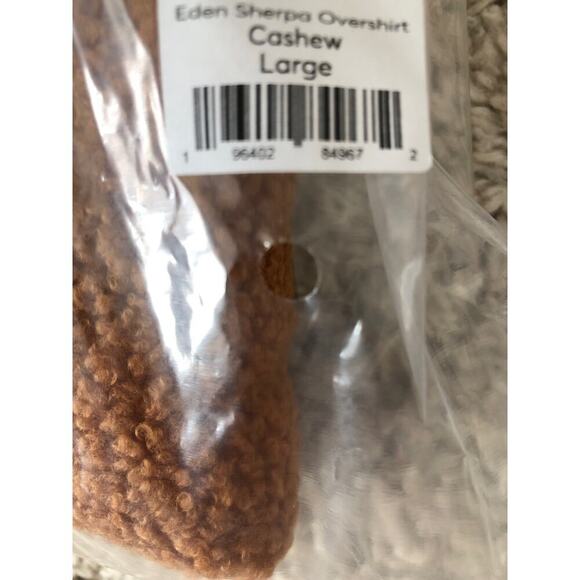 Eden Sherpa Overshirt
Cashew
Large
1 96402 84967 2